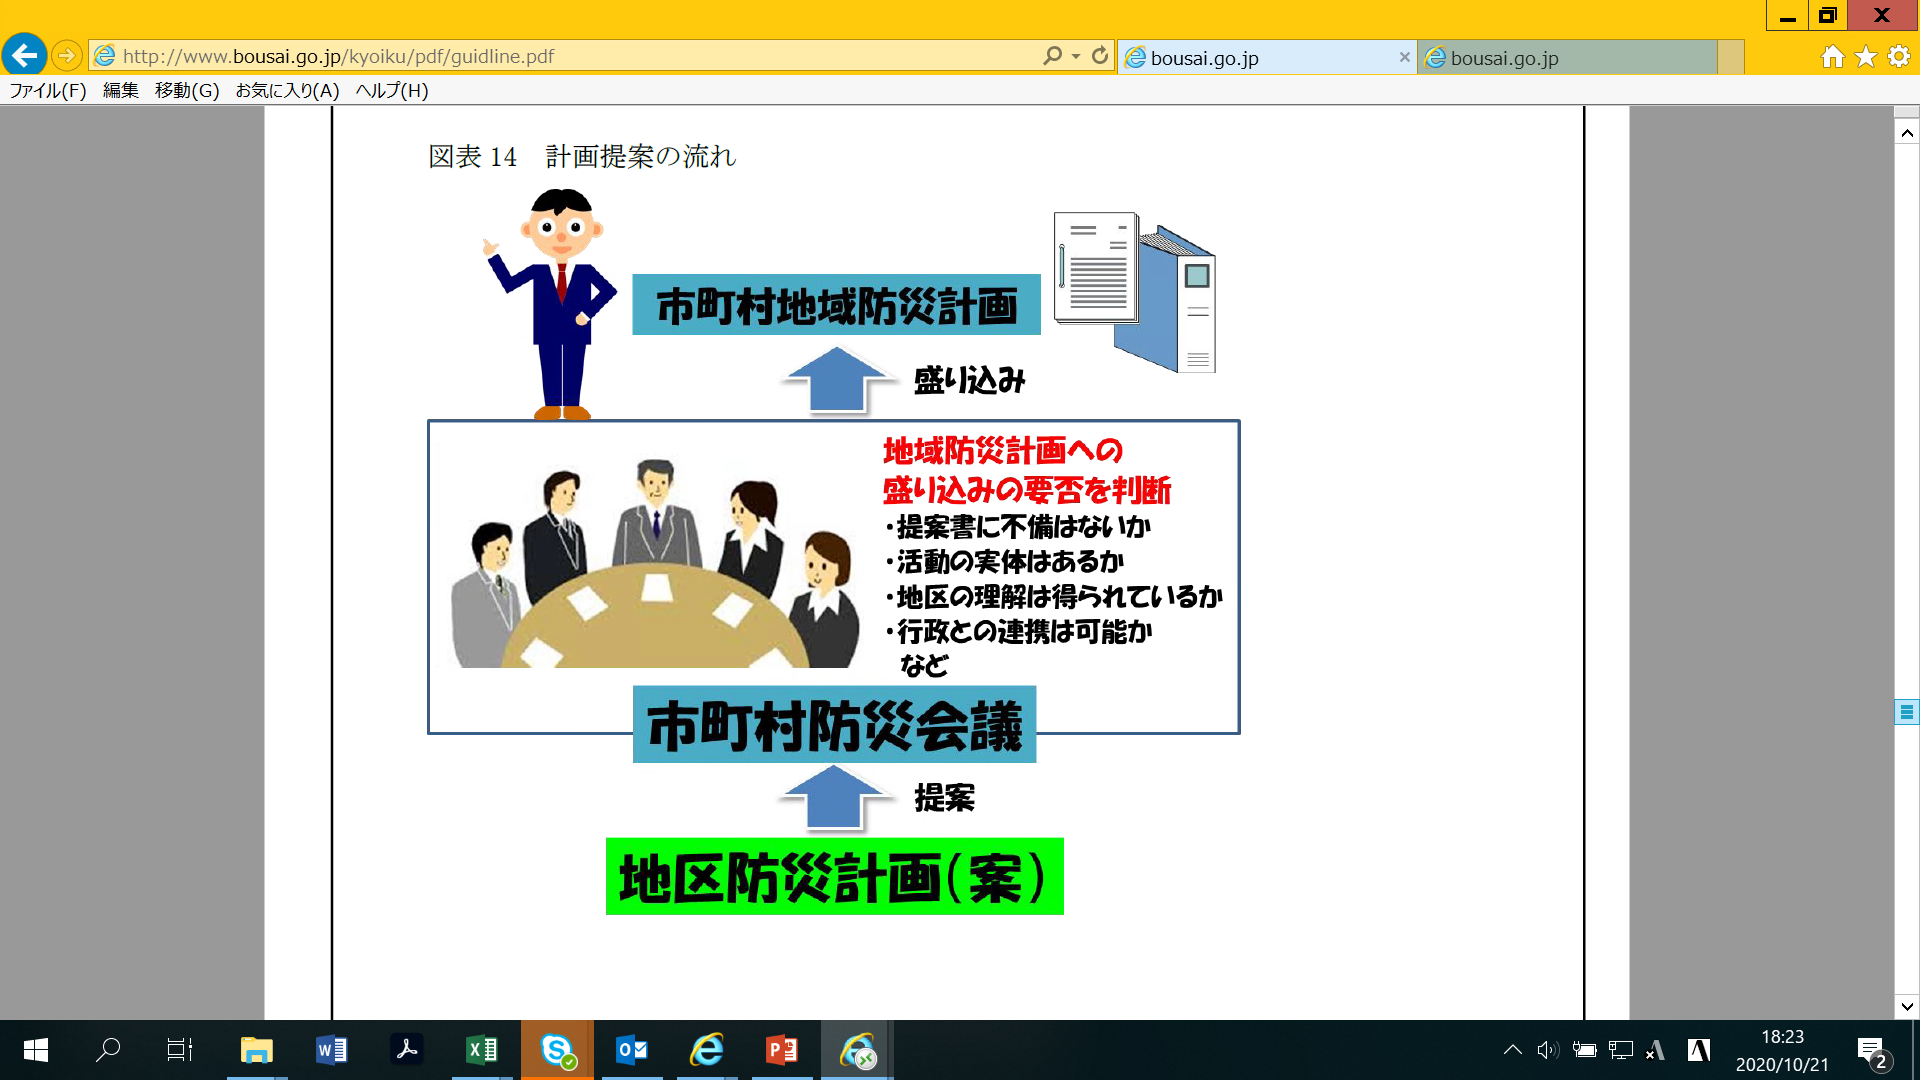 http://www.bousai.go.jp/kyoiku/pdf/guidline.pdf
bousai.go.jp
bousai.go.jp
ファイル(F) 編集 移動(G) お気に入り(A) ヘルプ(H)
図表 14 計画提案の流れ
市町村地域防災計画
盛り込み
地域防災計画への
盛り込みの要否を判断
・提案書に不備はないか
・活動の実体はあるか
・地区の理解は得られているか
・行政との連携は可能か
など
市町村防災会議
提案
地区防災計画(案)
18:23
2020/10/21
2